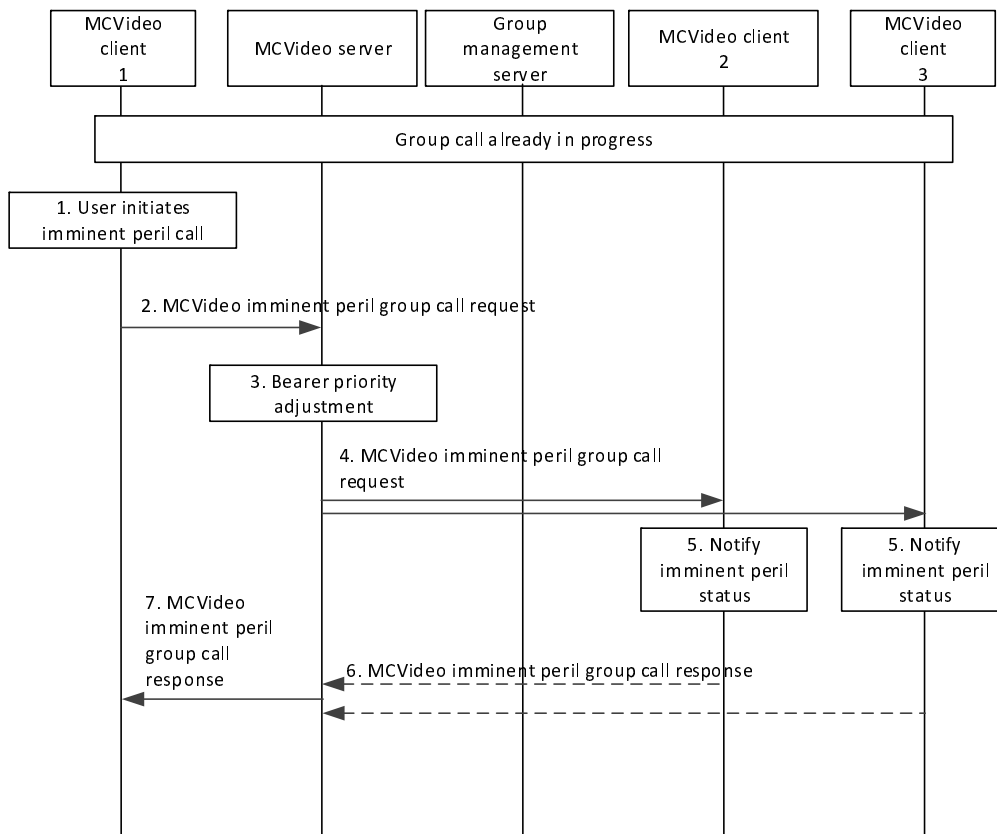 MCVideo
client
1
MCVideo server
Group
management
server
MCVideo client
2
MCVideo
client
3
Group call already in progress
1. User initiates
imminent peril call
2. MCVideo imminent peril group call request
3. Bearer priority
adjustment
4. MCVideo imminent peril group call
request
5. Notify
imminent peril
status
5. Notify
imminent peril
status
7. MCVideo
imminent peril
group call
response
6. MCVideo imminent peril group call response